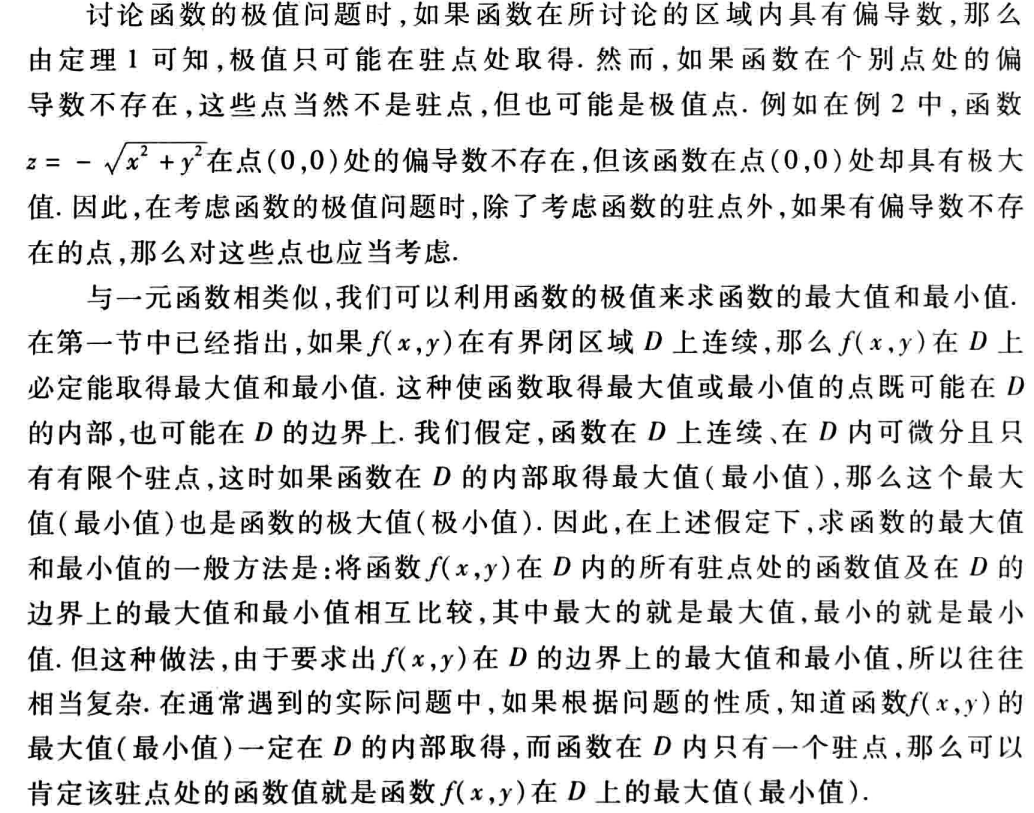 讨论函数的极值问题时,如果函数在所讨论的区域内具有偏导数,那么
由定理 1 可知,极值只可能在驻点处取得. 然而,如果函数在个别点处的偏
导数不存在,这些点当然不是驻点,但也可能是极值点. 例如在例 2 中,函数
z = - √(x² + y²)在点(0,0)处的偏导数不存在,但该函数在点(0,0)处却具有极大
值. 因此,在考虑函数的极值问题时,除了考虑函数的驻点外,如果有偏导数不存
在的点,那么对这些点也应当考虑.
与一元函数相类似,我们可以利用函数的极值来求函数的最大值和最小值.
在第一节中已经指出,如果 f(x,y)在有界闭区域 D 上连续,那么 f(x,y)在 D 上
必定能取得最大值和最小值. 这种使函数取得最大值或最小值的点既可能在 D
的内部,也可能在 D 的边界上. 我们假定,函数在 D 上连续、在 D 内可微分且只
有有限个驻点,这时如果函数在 D 的内部取得最大值(最小值),那么这个最大
值(最小值)也是函数的极大值(极小值). 因此,在上述假定下,求函数的最大值
和最小值的一般方法是:将函数 f(x,y)在 D 内的所有驻点处的函数值及在 D 的
边界上的最大值和最小值相互比较,其中最大的就是最大值,最小的就是最小
值. 但这种做法,由于要求出 f(x,y)在 D 的边界上的最大值和最小值,所以往往
相当复杂. 在通常遇到的实际问题中,如果根据问题的性质,知道函数f(x,y)的
最大值(最小值)一定在 D 的内部取得,而函数在 D 内只有一个驻点,那么可以
肯定该驻点处的函数值就是函数 f(x,y)在 D 上的最大值(最小值).